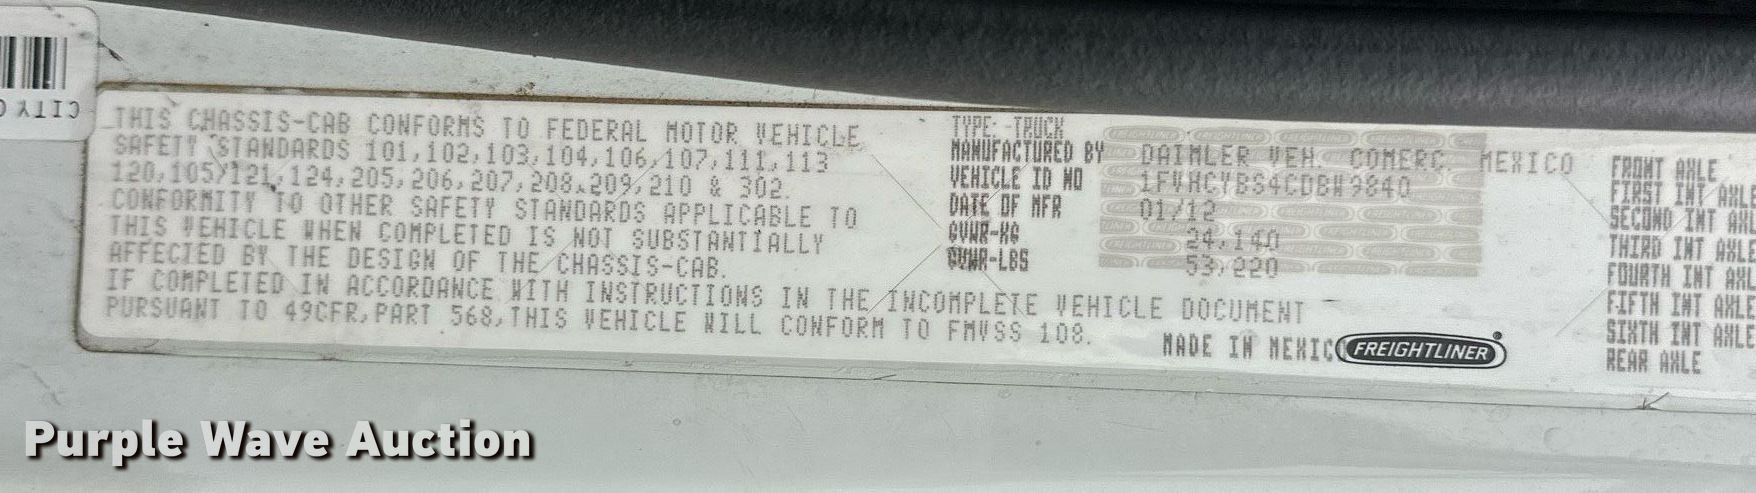 CITY
THIS CHASSIS-CAB CONFORMS TO FEDERAL MOTOR VEHICLE
SAFETY STANDARDS 101,102,103,104,106,107,111,113
120,105,121,124,205,206,207,208,209,210 & 302.
CONFORMITY TO OTHER SAFETY STANDARDS APPLICABLE TO
THIS VEHICLE WHEN COMPLETED IS NOT SUBSTANTIALLY
AFFECTED BY THE DESIGN OF THE CHASSIS-CAB.
IF COMPLETED IN ACCORDANCE WITH INSTRUCTIONS IN THE INCOMPLETE VEHICLE DOCUMENT
PURSUANT TO 49CFR,PART 568,THIS VEHICLE WILL CONFORM TO FMVSS 108.
TYPE: TRUCK
MANUFACTURED BY DAIMLER VEH. COMERC MEXICO
VEHICLE ID NO 1FVHCYBS4CDBW9840
DATE OF MFR 01/12
GVWR-KG 24,140
GVWR-LBS 53,220
MADE IN MEXICO
FREIGHTLINER
FRONT AXLE
FIRST INT AXLE
SECOND INT AXLE
THIRD INT AXLE
FOURTH INT AXLE
FIFTH INT AXLE
SIXTH INT AXLE
REAR AXLE
Purple Wave Auction